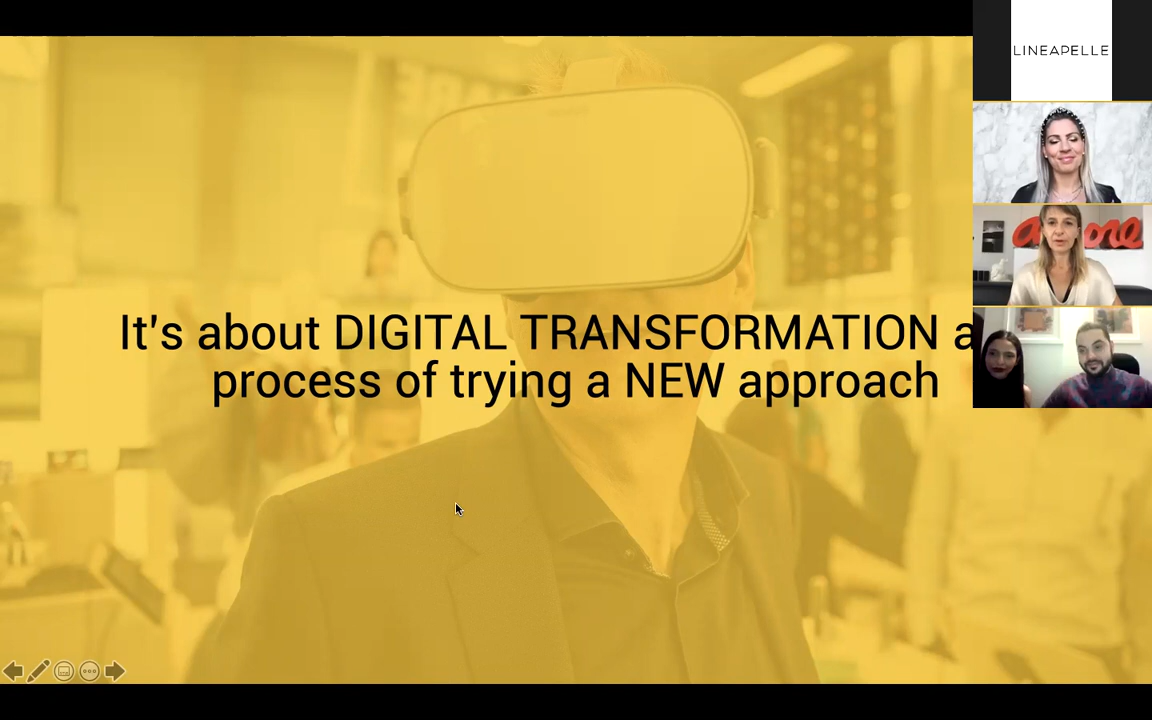 LINEAPELLE
It's about DIGITAL TRANSFORMATION a
process of trying a NEW approach